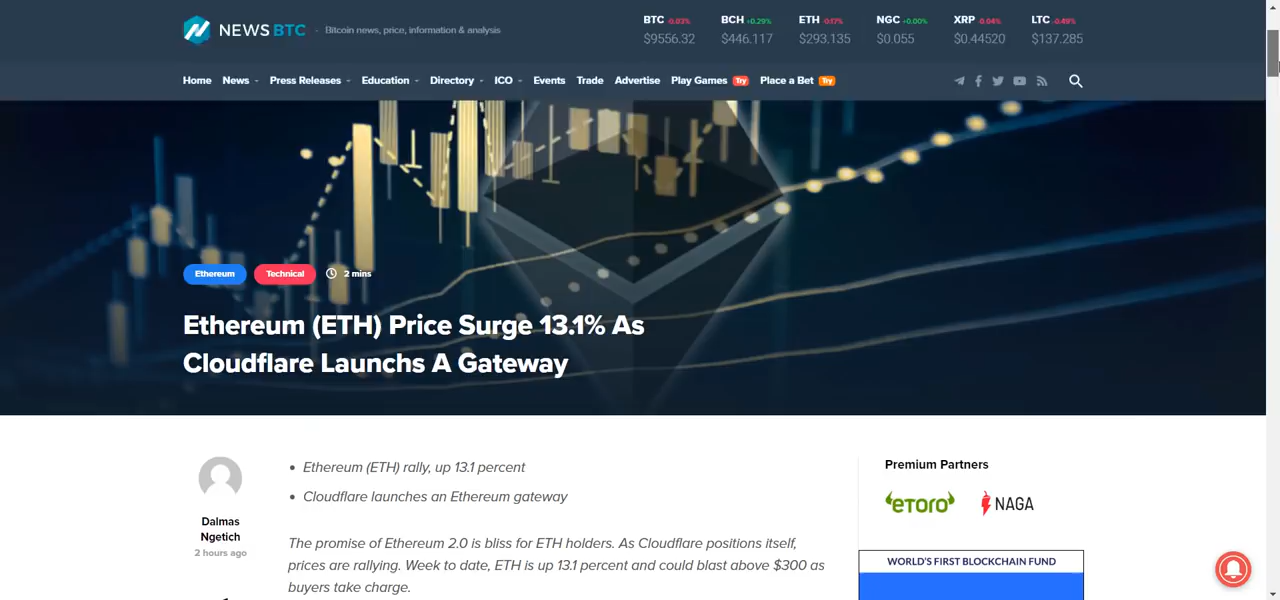 NEWS BTC - Bitcoin news, price, information & analysis
BTC -0.03% BCH +0.29% ETH -0.17% NGC +0.00% XRP -0.04% LTC -0.49%
$9556.32 $446.117 $293.135 $0.055 $0.44520 $137.285
Home News Press Releases Education Directory ICO Events Trade Advertise Play Games Try Place a Bet Try
Ethereum Technical 2 mins
Ethereum (ETH) Price Surge 13.1% As
Cloudflare Launchs A Gateway
Dalmas
Ngetich
2 hours ago
• Ethereum (ETH) rally, up 13.1 percent
• Cloudflare launches an Ethereum gateway
The promise of Ethereum 2.0 is bliss for ETH holders. As Cloudflare positions itself,
prices are rallying. Week to date, ETH is up 13.1 percent and could blast above $300 as
buyers take charge.
Premium Partners
eToro NAGA
WORLD'S FIRST BLOCKCHAIN FUND